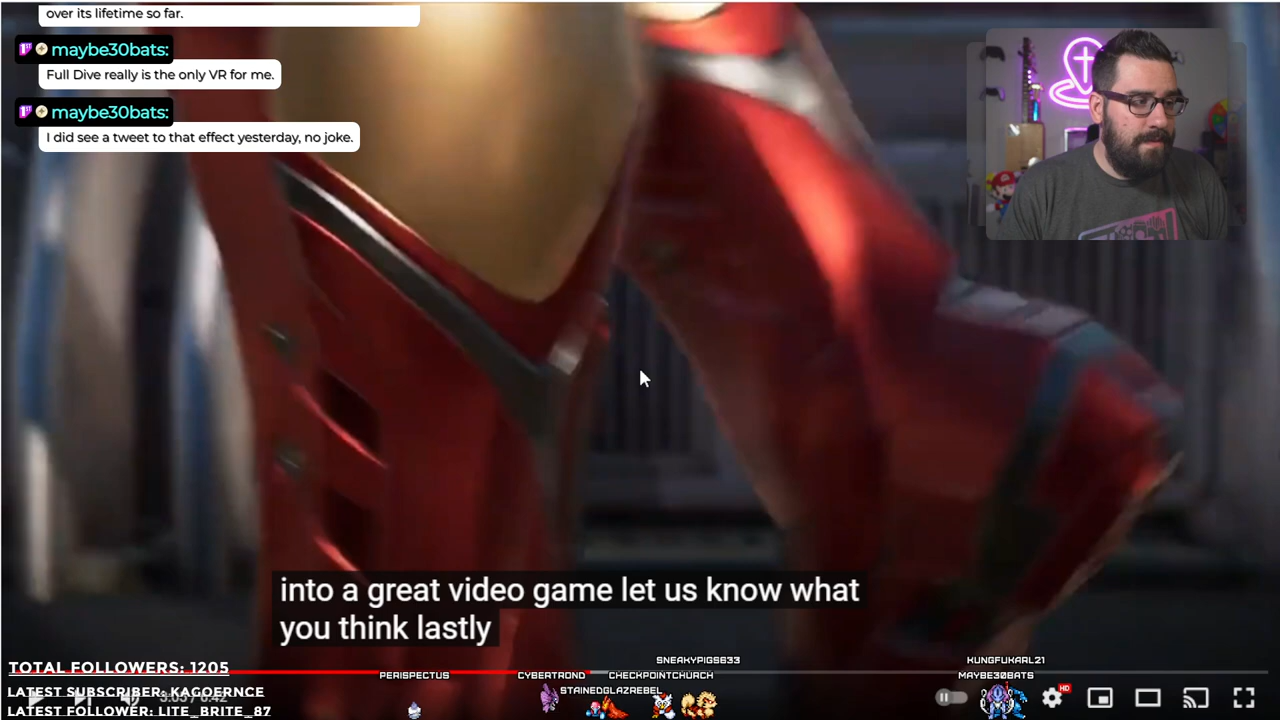 over its lifetime so far.
maybe30bats:
Full Dive really is the only VR for me.
maybe30bats:
I did see a tweet to that effect yesterday, no joke.
into a great video game let us know what
you think lastly
SNEAKYPIGS633
KUNGFUKARL21
TOTAL FOLLOWERS: 1205
PERISPECTUS
CYBERTROND
CHECKPOINTCHURCH
MAYBE30BATS
STAINEDGLAZREBEL
LATEST SUBSCRIBER: KAGOERNCE
HD
LATEST FOLLOWER: LITE_BRITE_87